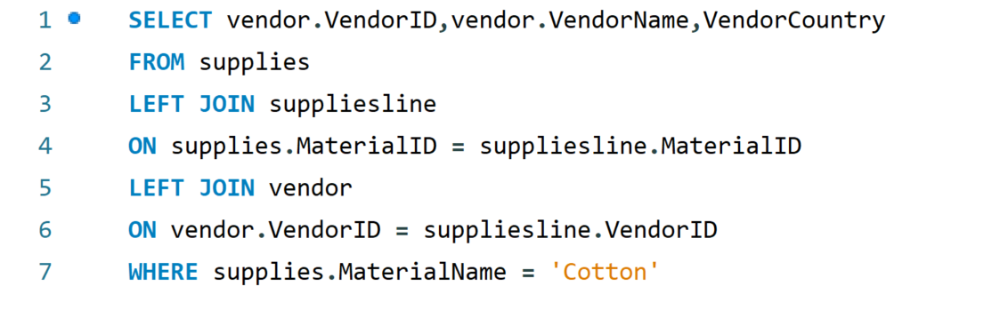 1 SELECT vendor.VendorID,vendor.VendorName,VendorCountry
2 FROM supplies
3 LEFT JOIN suppliesline
4 ON supplies.MaterialID = suppliesline.MaterialID
5 LEFT JOIN vendor
6 ON vendor.VendorID = suppliesline.VendorID
7 WHERE supplies.MaterialName = 'Cotton'